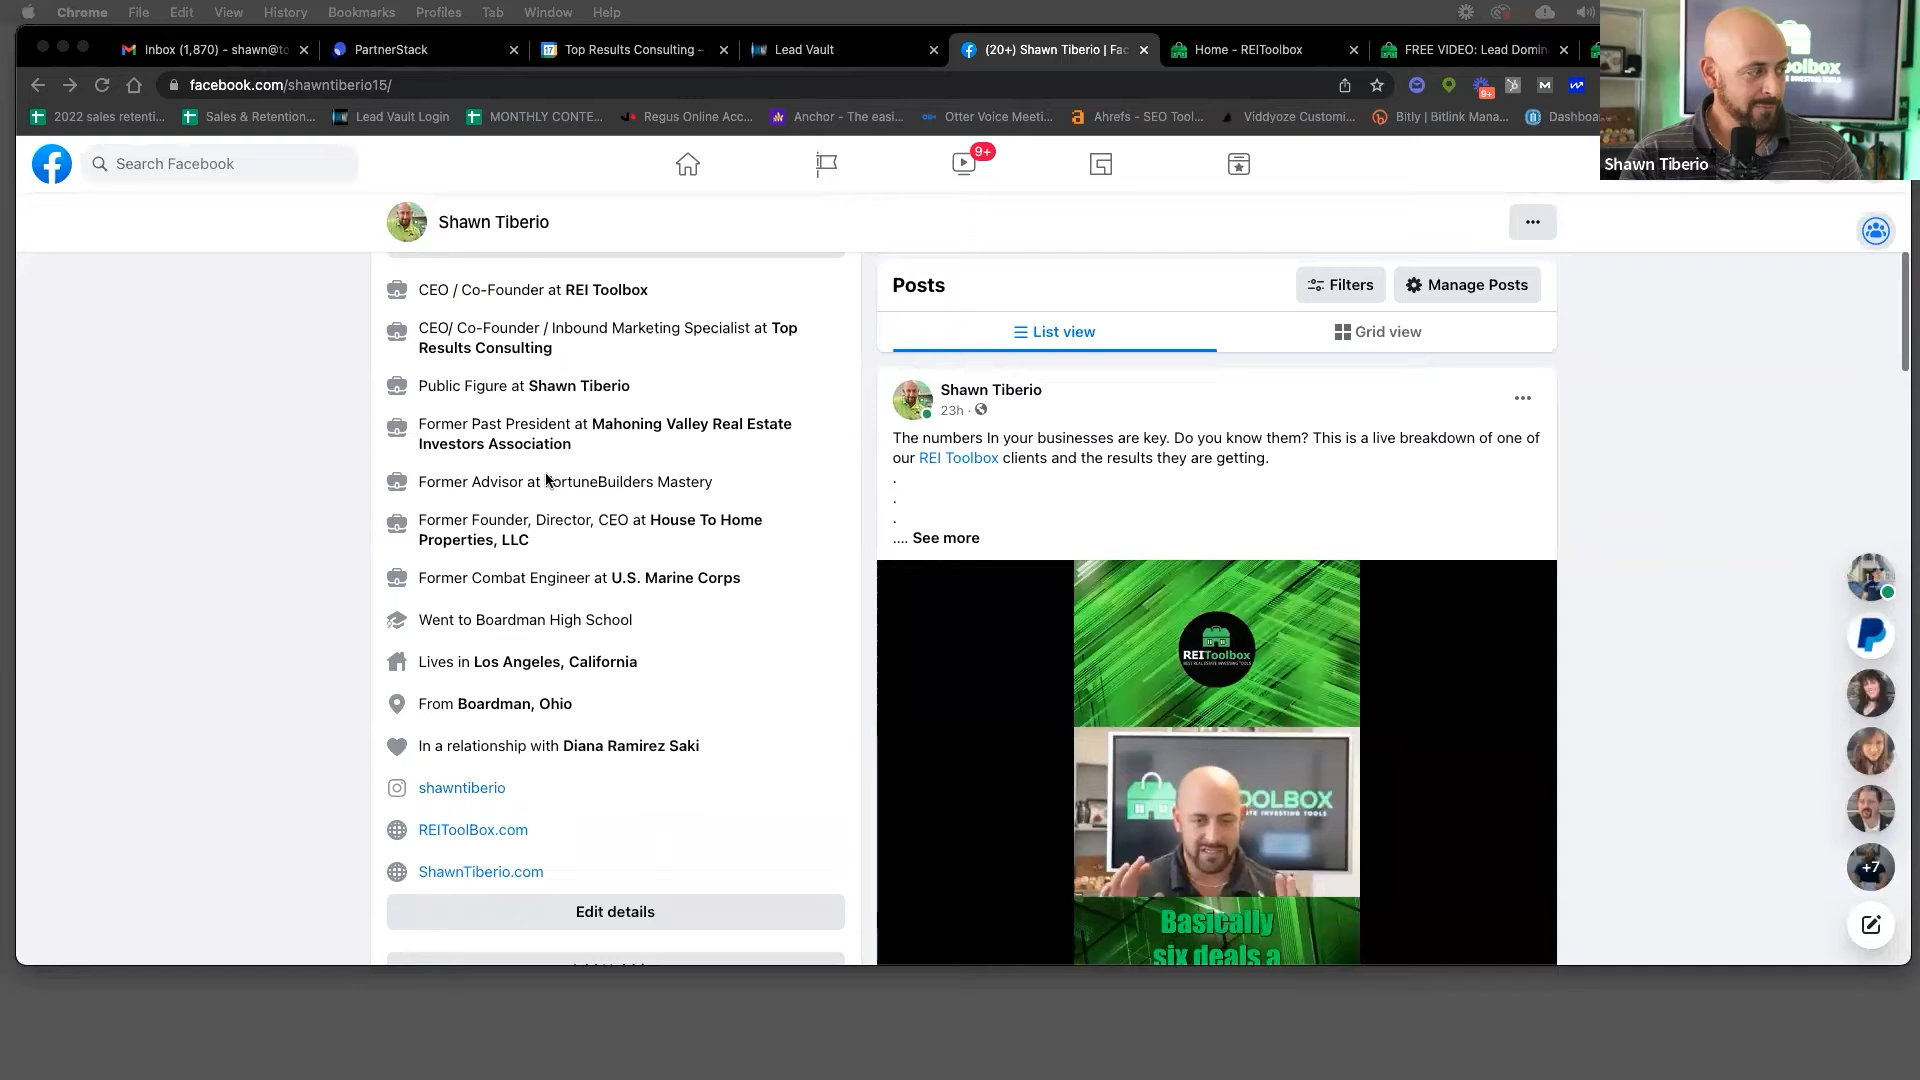 Chrome File Edit View History Bookmarks Profiles Tab Window Help
Inbox (1,870) - shawn@to
PartnerStack
Top Results Consulting -
Lead Vault
(20+) Shawn Tiberio | Fac
Home - REIToolbox
FREE VIDEO: Lead Domin
facebook.com/shawntiberio15/
9+
2022 sales retenti...
Sales & Retention...
Lead Vault Login
MONTHLY CONTE...
Regus Online Acc...
Anchor - The easi...
Otter Voice Meeti...
Ahrefs - SEO Tool...
Viddyoze Customi...
Bitly | Bitlink Mana...
Dashboa
Shawn Tiberio
Search Facebook
9+
Shawn Tiberio
CEO / Co-Founder at REI Toolbox
CEO/ Co-Founder / Inbound Marketing Specialist at Top
Results Consulting
Public Figure at Shawn Tiberio
Former Past President at Mahoning Valley Real Estate
Investors Association
Former Advisor at FortuneBuilders Mastery
Former Founder, Director, CEO at House To Home
Properties, LLC
Former Combat Engineer at U.S. Marine Corps
Went to Boardman High School
Lives in Los Angeles, California
From Boardman, Ohio
In a relationship with Diana Ramirez Saki
shawntiberio
REIToolBox.com
ShawnTiberio.com
Edit details
Posts
Filters
Manage Posts
List view
Grid view
Shawn Tiberio
23h ·
The numbers In your businesses are key. Do you know them? This is a live breakdown of one of
our REI Toolbox clients and the results they are getting.
.
.
.
.... See more
REIToolbox
BEST REAL ESTATE INVESTING TOOLS
OOLBOX
TE INVESTING TOOLS
Basically
six deals a
+7